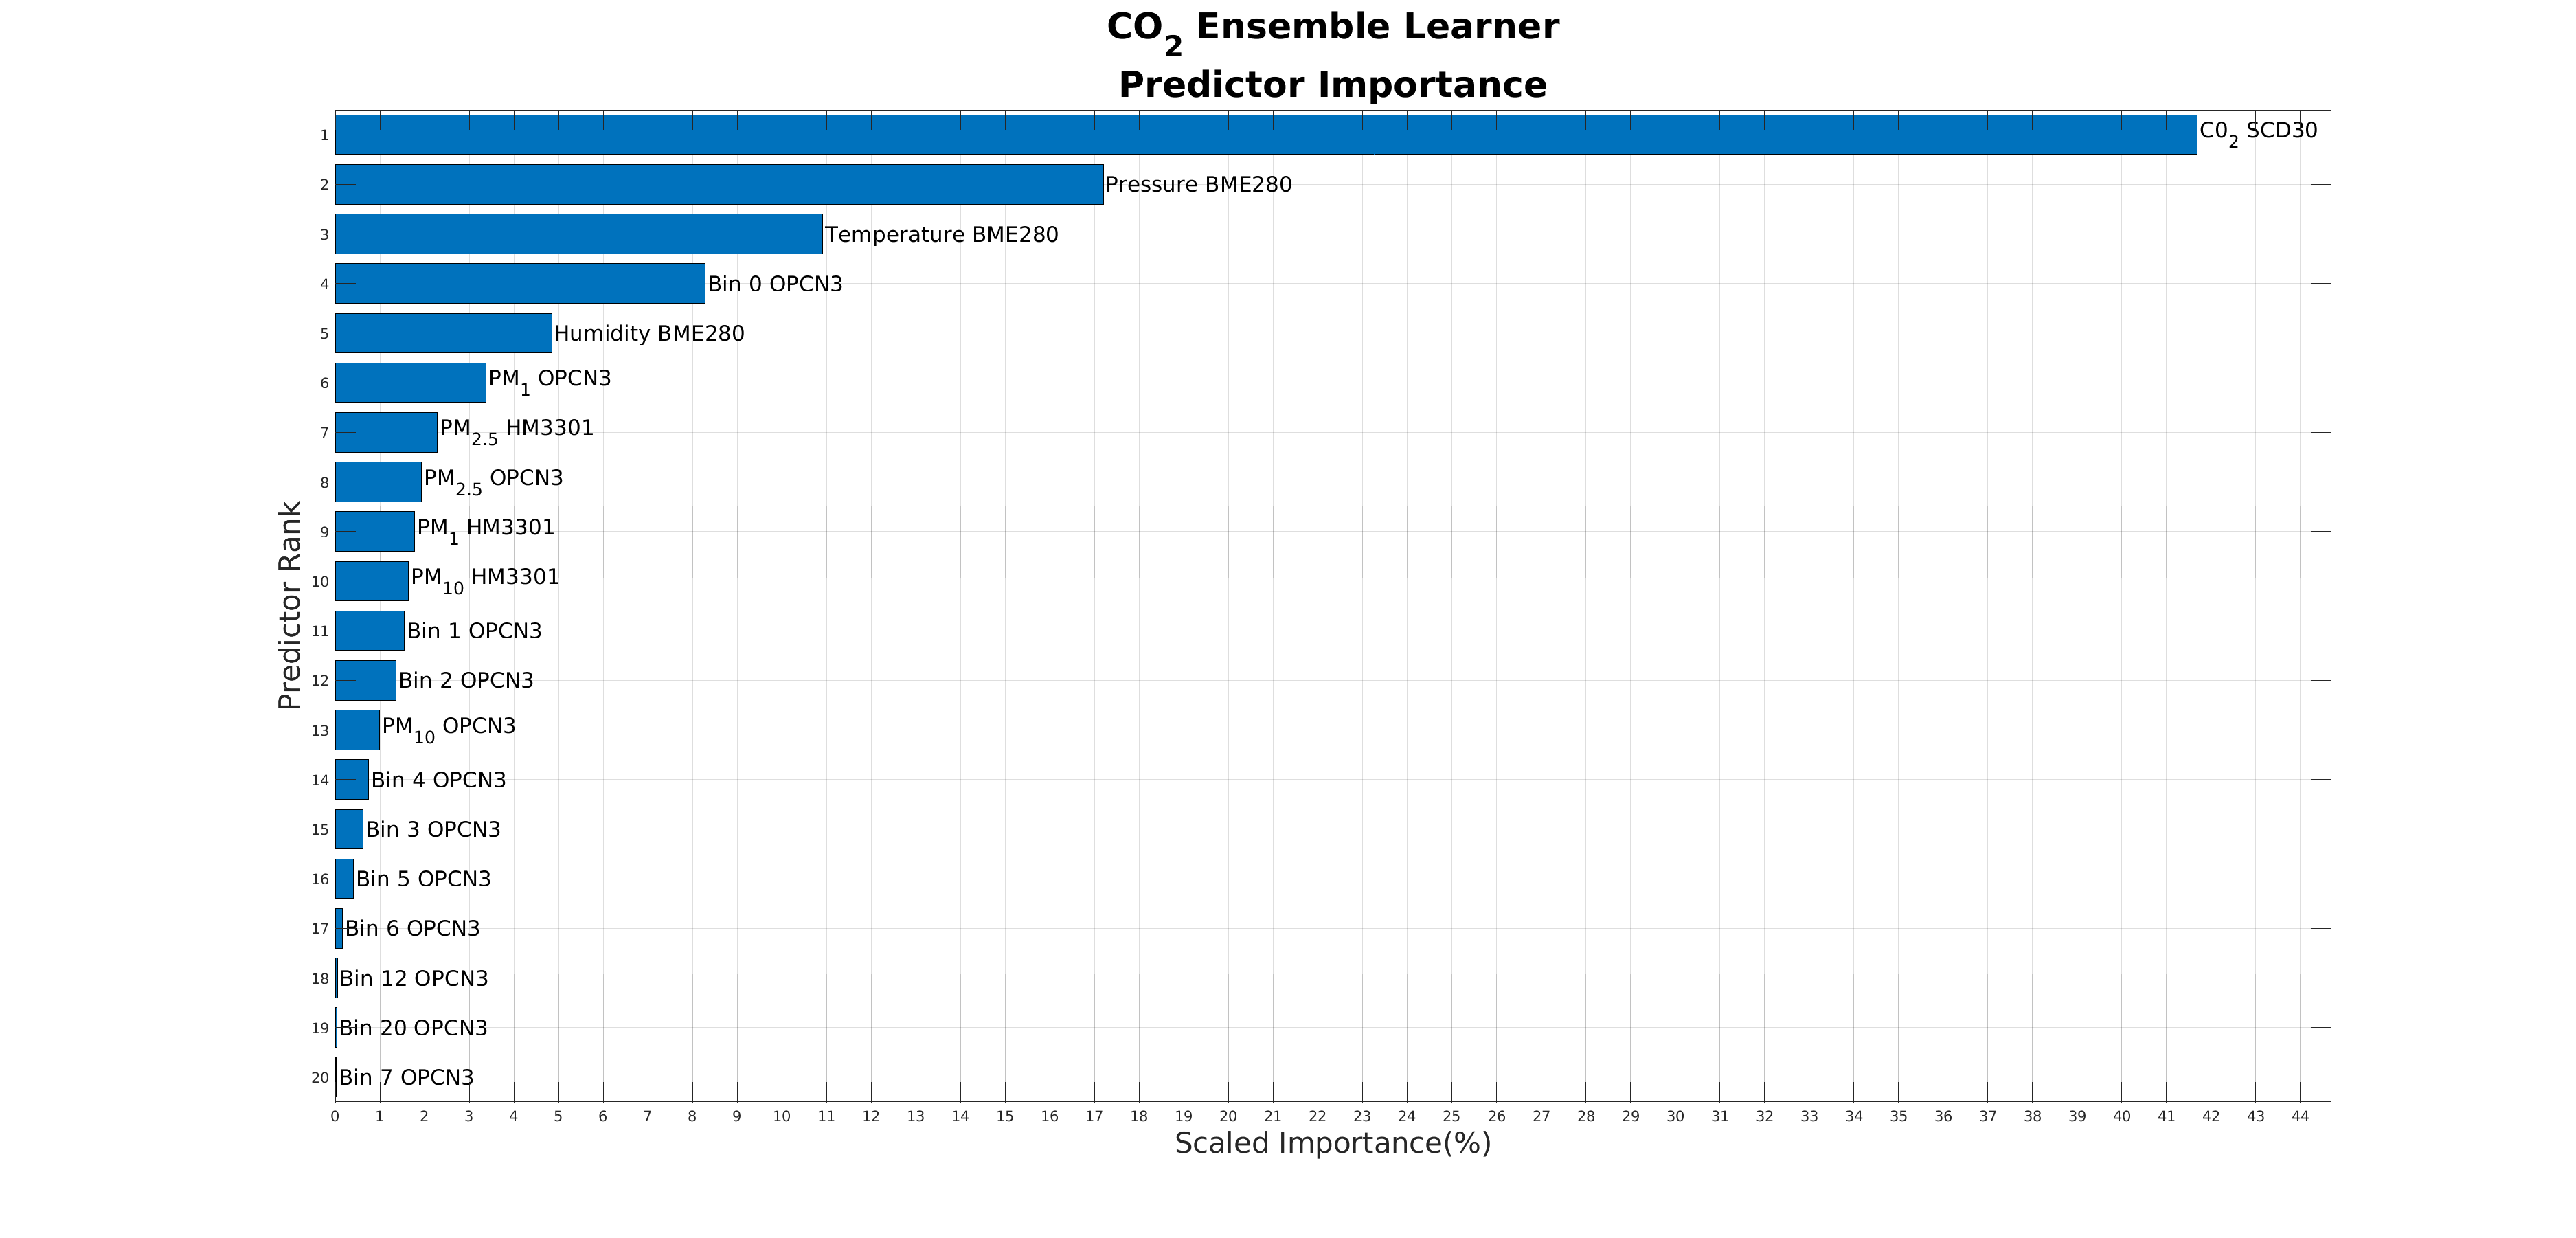 CO2 Ensemble Learner
Predictor Importance
1 C02 SCD30
2 Pressure BME280
3 Temperature BME280
4 Bin 0 OPCN3
5 Humidity BME280
6 PM1 OPCN3
7 PM2.5 HM3301
8 PM2.5 OPCN3
9 PM1 HM3301
10 PM10 HM3301
11 Bin 1 OPCN3
12 Bin 2 OPCN3
13 PM10 OPCN3
14 Bin 4 OPCN3
15 Bin 3 OPCN3
16 Bin 5 OPCN3
17 Bin 6 OPCN3
18 Bin 12 OPCN3
19 Bin 20 OPCN3
20 Bin 7 OPCN3
Predictor Rank
0 1 2 3 4 5 6 7 8 9 10 11 12 13 14 15 16 17 18 19 20 21 22 23 24 25 26 27 28 29 30 31 32 33 34 35 36 37 38 39 40 41 42 43 44
Scaled Importance(%)